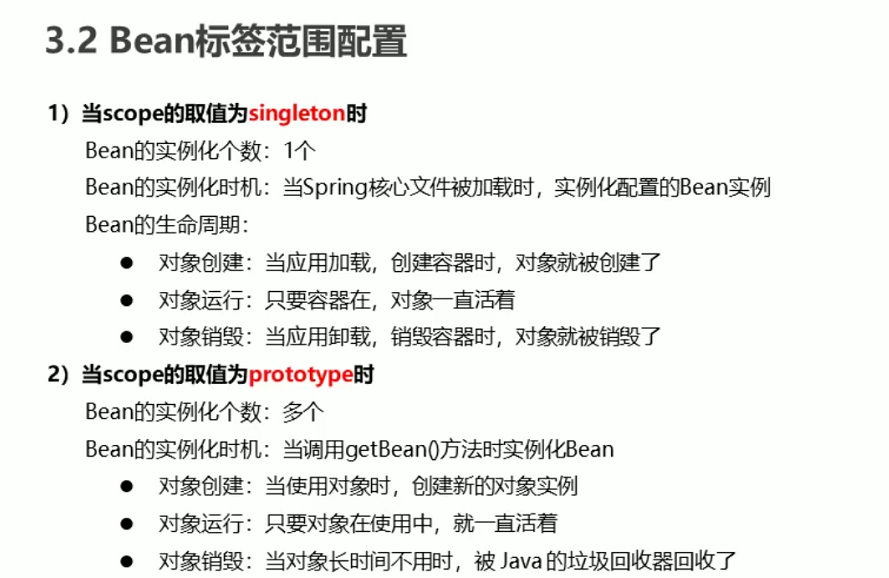 3.2 Bean标签范围配置
1）当scope的取值为singleton时
Bean的实例化个数：1个
Bean的实例化时机：当Spring核心文件被加载时，实例化配置的Bean实例
Bean的生命周期：
● 对象创建：当应用加载，创建容器时，对象就被创建了
● 对象运行：只要容器在，对象一直活着
● 对象销毁：当应用卸载，销毁容器时，对象就被销毁了
2）当scope的取值为prototype时
Bean的实例化个数：多个
Bean的实例化时机：当调用getBean()方法时实例化Bean
● 对象创建：当使用对象时，创建新的对象实例
● 对象运行：只要对象在使用中，就一直活着
● 对象销毁：当对象长时间不用时，被 Java 的垃圾回收器回收了